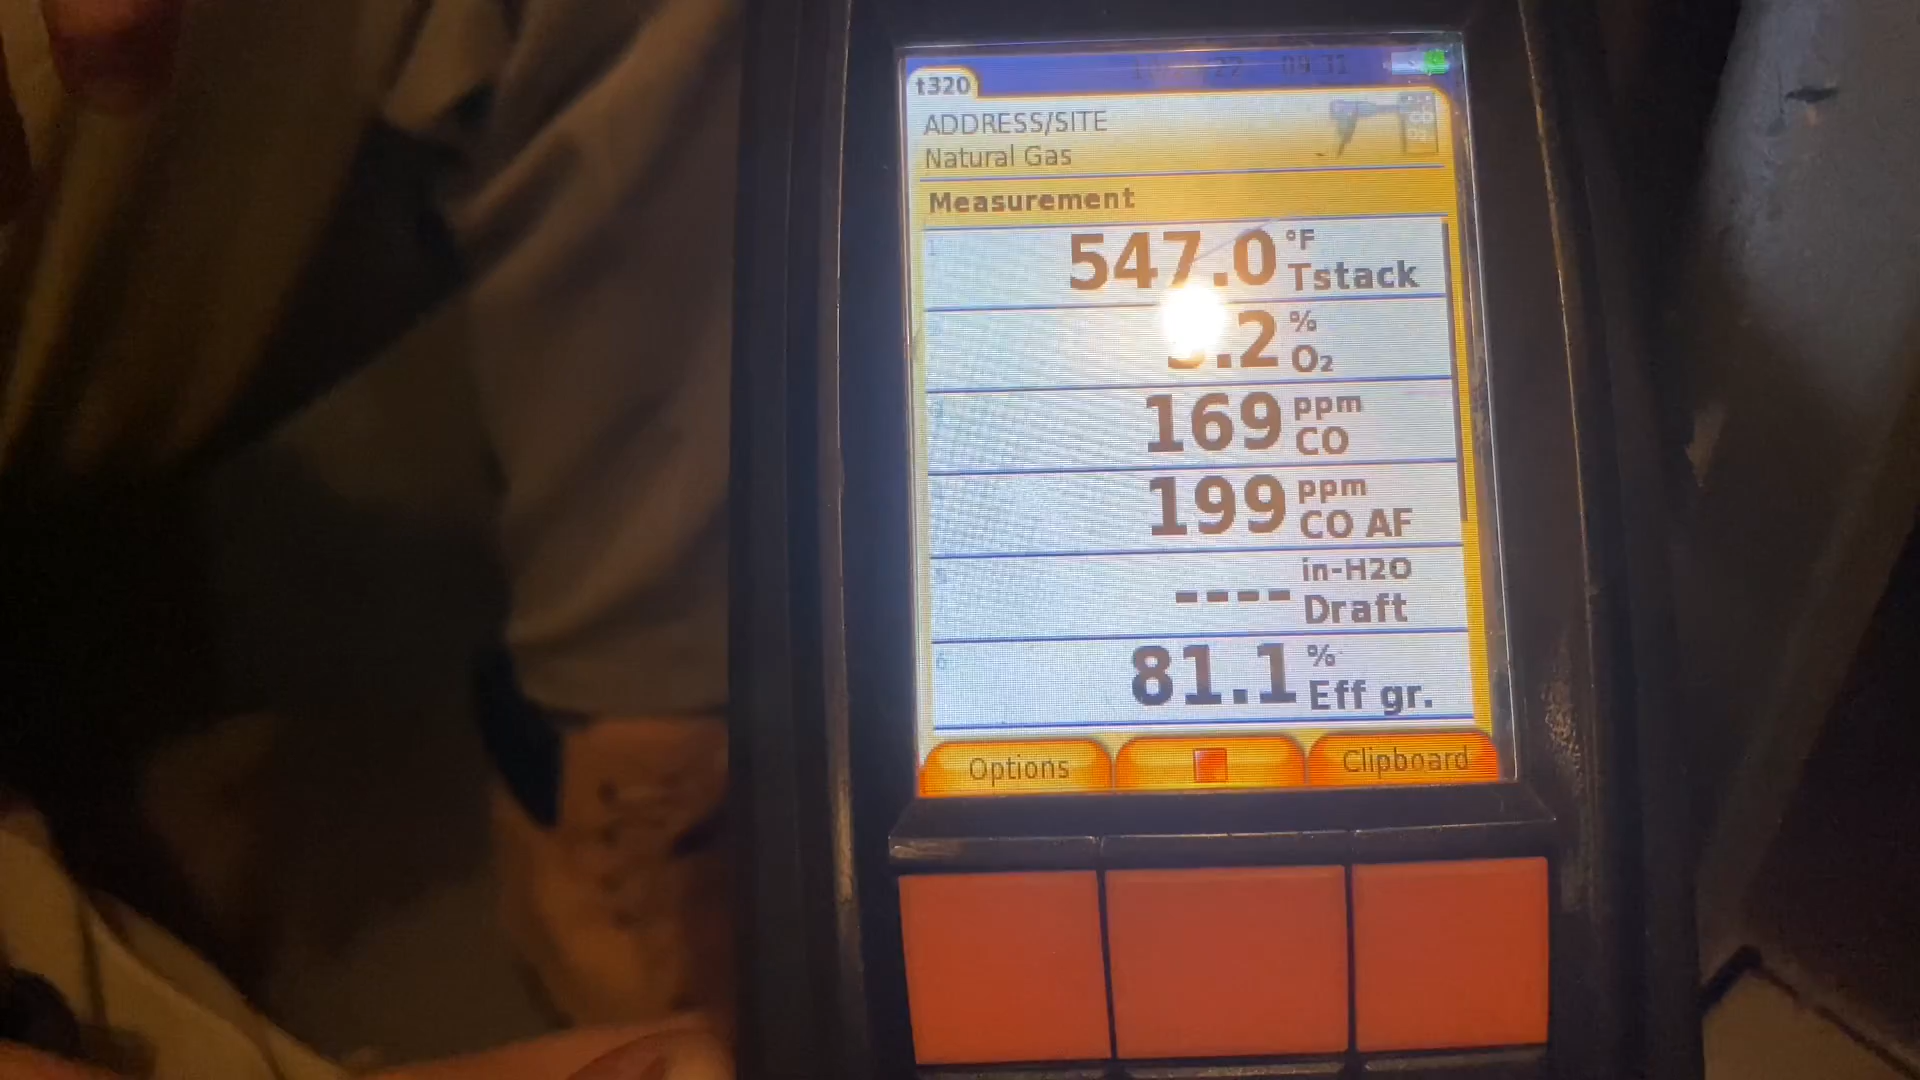 t320
ADDRESS/SITE
Natural Gas
Measurement
547.0 °F Tstack
.2 % O₂
169 ppm CO
199 ppm CO AF
---- in-H2O Draft
81.1 % Eff gr.
Options
Clipboard